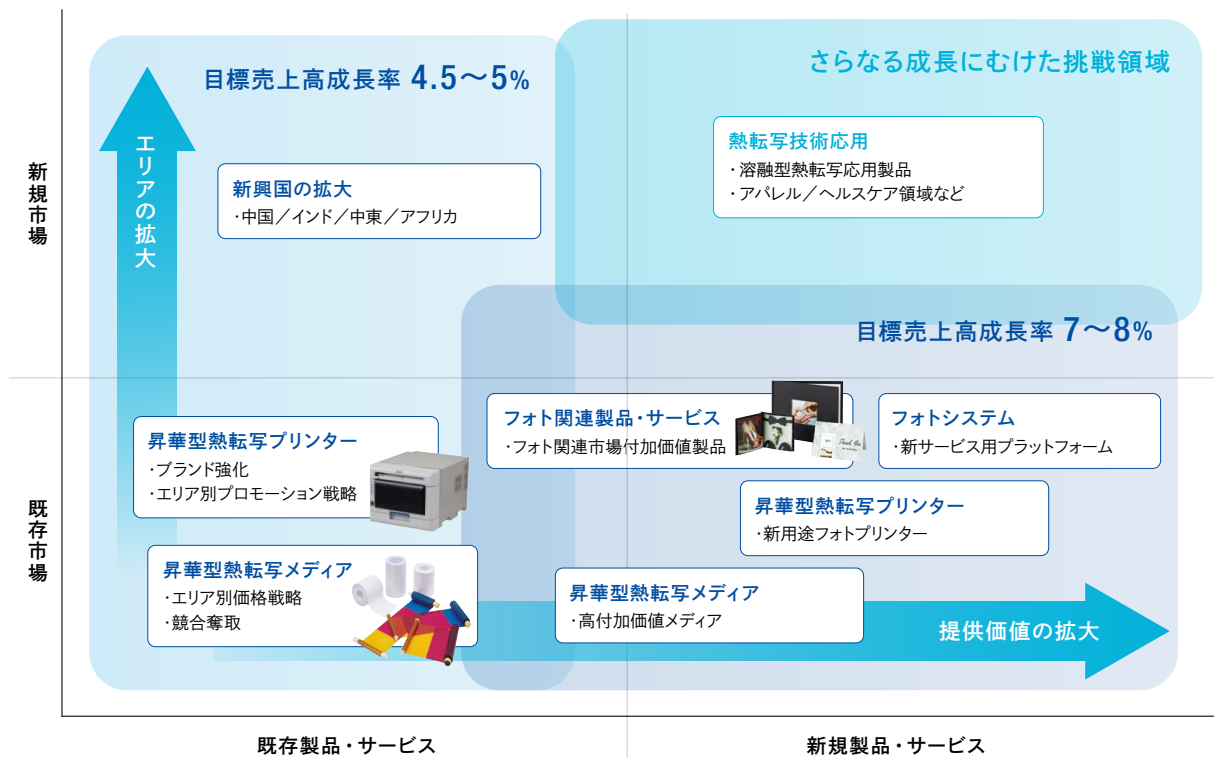 さらなる成長にむけた挑戦領域
目標売上高成長率 4.5〜5%
エリアの拡大
熱転写技術応用
・溶融型熱転写応用製品
・アパレル／ヘルスケア領域など
新規市場
新興国の拡大
・中国／インド／中東／アフリカ
目標売上高成長率 7〜8%
フォト関連製品・サービス
・フォト関連市場付加価値製品
Thank You
フォトシステム
・新サービス用プラットフォーム
昇華型熱転写プリンター
・ブランド強化
・エリア別プロモーション戦略
既存市場
昇華型熱転写プリンター
・新用途フォトプリンター
昇華型熱転写メディア
・エリア別価格戦略
・競合奪取
昇華型熱転写メディア
・高付加価値メディア
提供価値の拡大
既存製品・サービス
新規製品・サービス